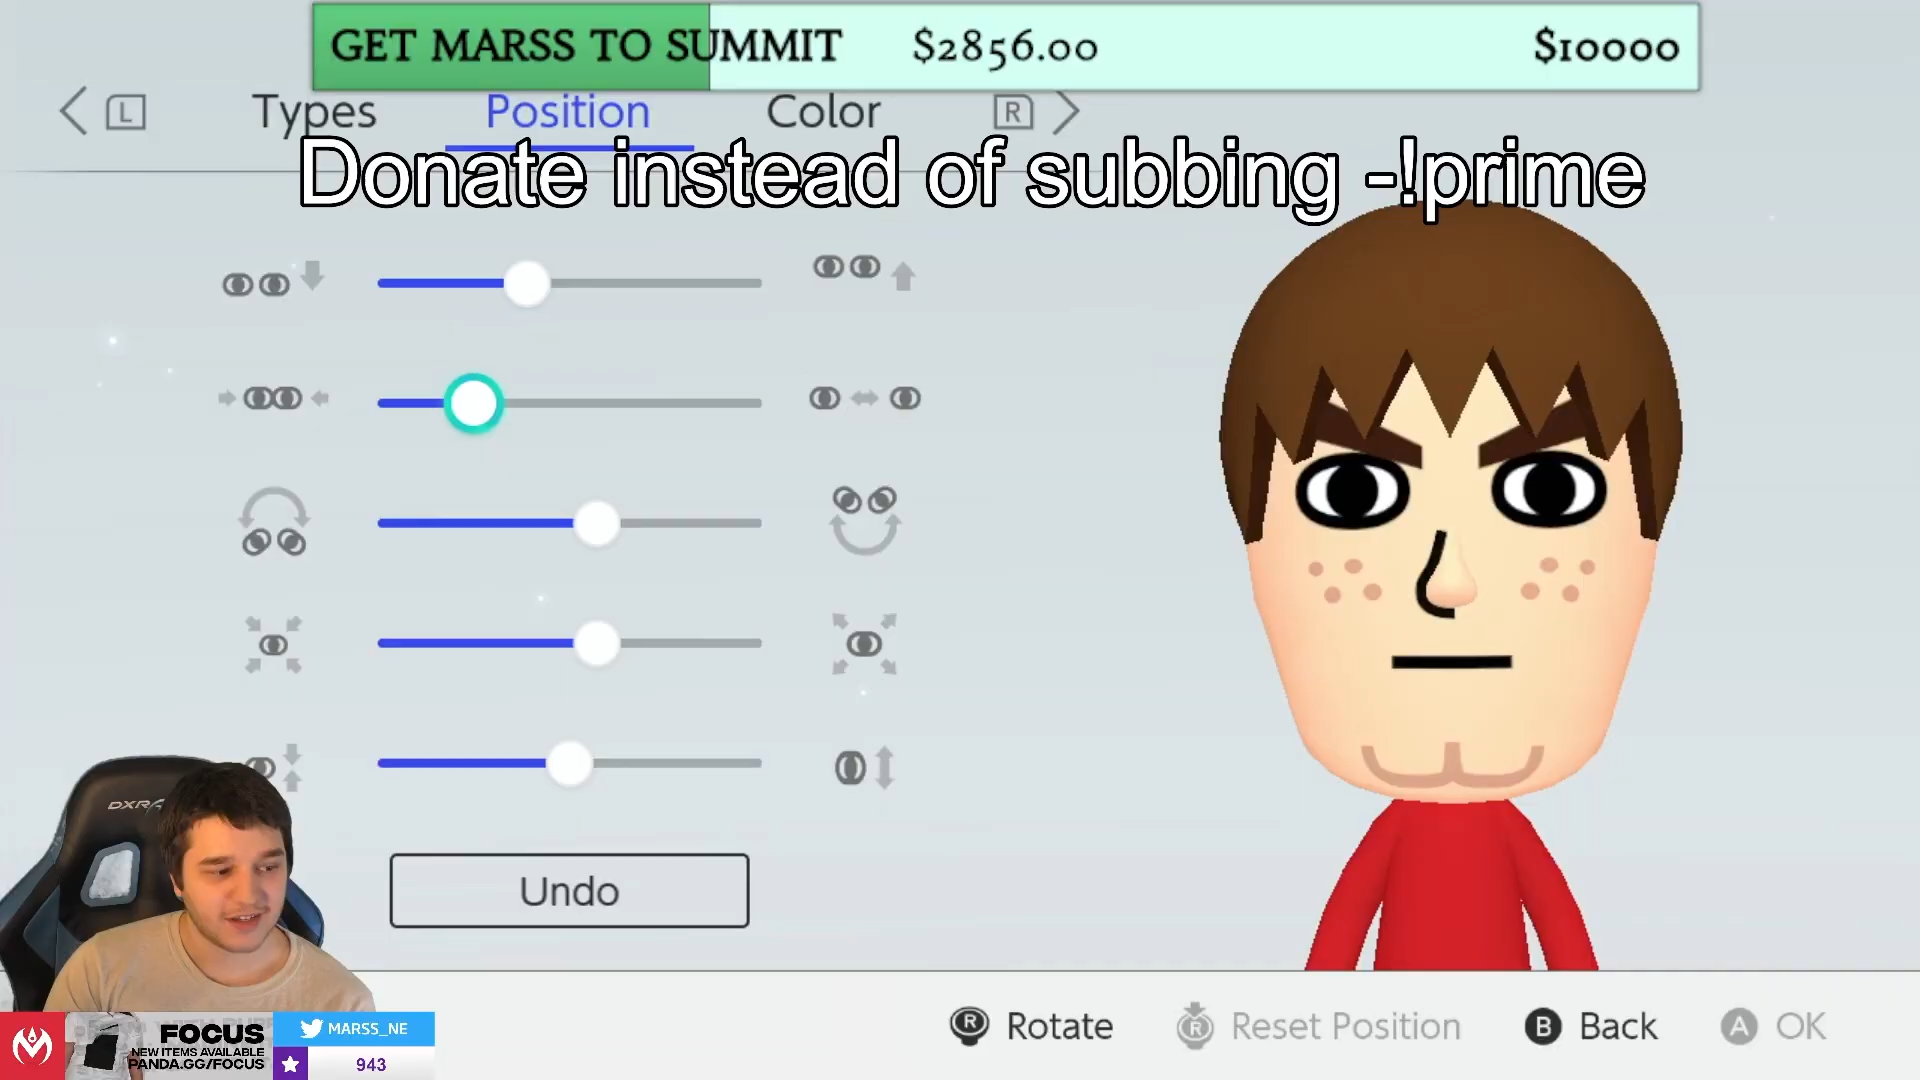 GET MARSS TO SUMMIT $2856.00 $10000
L Types Position Color R
Donate instead of subbing -!prime
Undo
DXR
FOCUS
NEW ITEMS AVAILABLE
PANDA.GG/FOCUS
MARSS_NE
943
R Rotate R Reset Position B Back A OK